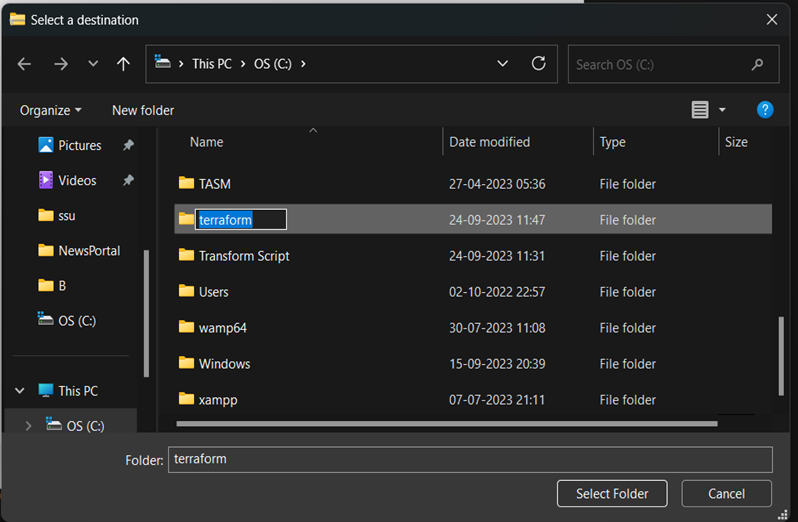 Select a destination
This PC > OS (C:) >
Search OS (C:)
Organize
New folder
?
Pictures
Videos
ssu
NewsPortal
B
OS (C:)
This PC
OS (C:)
Name Date modified Type Size
TASM 27-04-2023 05:36 File folder
terraform 24-09-2023 11:47 File folder
Transform Script 24-09-2023 11:31 File folder
Users 02-10-2022 22:57 File folder
wamp64 30-07-2023 11:08 File folder
Windows 15-09-2023 20:39 File folder
xampp 07-07-2023 21:11 File folder
Folder: terraform
Select Folder Cancel